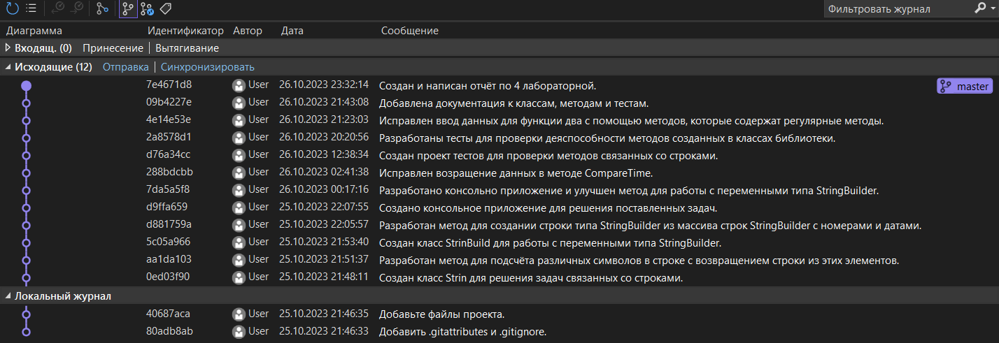 Фильтровать журнал
Диаграмма Идентификатор Автор Дата Сообщение
Входящ. (0) Принесение | Вытягивание
Исходящие (12) Отправка | Синхронизировать
7e4671d8 User 26.10.2023 23:32:14 Создан и написан отчёт по 4 лабораторной. master
09b4227e User 26.10.2023 21:43:08 Добавлена документация к классам, методам и тестам.
4e14e53e User 26.10.2023 21:23:03 Исправлен ввод данных для функции два с помощью методов, которые содержат регулярные методы.
2a8578d1 User 26.10.2023 20:20:56 Разработаны тесты для проверки деяспособности методов созданных в классах библиотеки.
d76a34cc User 26.10.2023 12:38:34 Создан проект тестов для проверки методов связанных со строками.
288bdcbb User 26.10.2023 02:41:38 Исправлен возращение данных в методе CompareTime.
7da5a5f8 User 26.10.2023 00:17:16 Разработано консольно приложение и улучшен метод для работы с переменными типа StringBuilder.
d9ffa659 User 25.10.2023 22:07:55 Создано консольное приложение для решения поставленных задач.
d881759a User 25.10.2023 22:05:57 Разработан метод для создании строки типа StringBuilder из массива строк StringBuilder с номерами и датами.
5c05a966 User 25.10.2023 21:53:40 Создан класс StrinBuild для работы с переменными типа StringBuilder.
aa1da103 User 25.10.2023 21:51:37 Разработан метод для подсчёта различных символов в строке с возвращением строки из этих элементов.
0ed03f90 User 25.10.2023 21:48:11 Создан класс Strin для решения задач связанных со строками.
Локальный журнал
40687aca User 25.10.2023 21:46:35 Добавьте файлы проекта.
80adb8ab User 25.10.2023 21:46:33 Добавить .gitattributes и .gitignore.